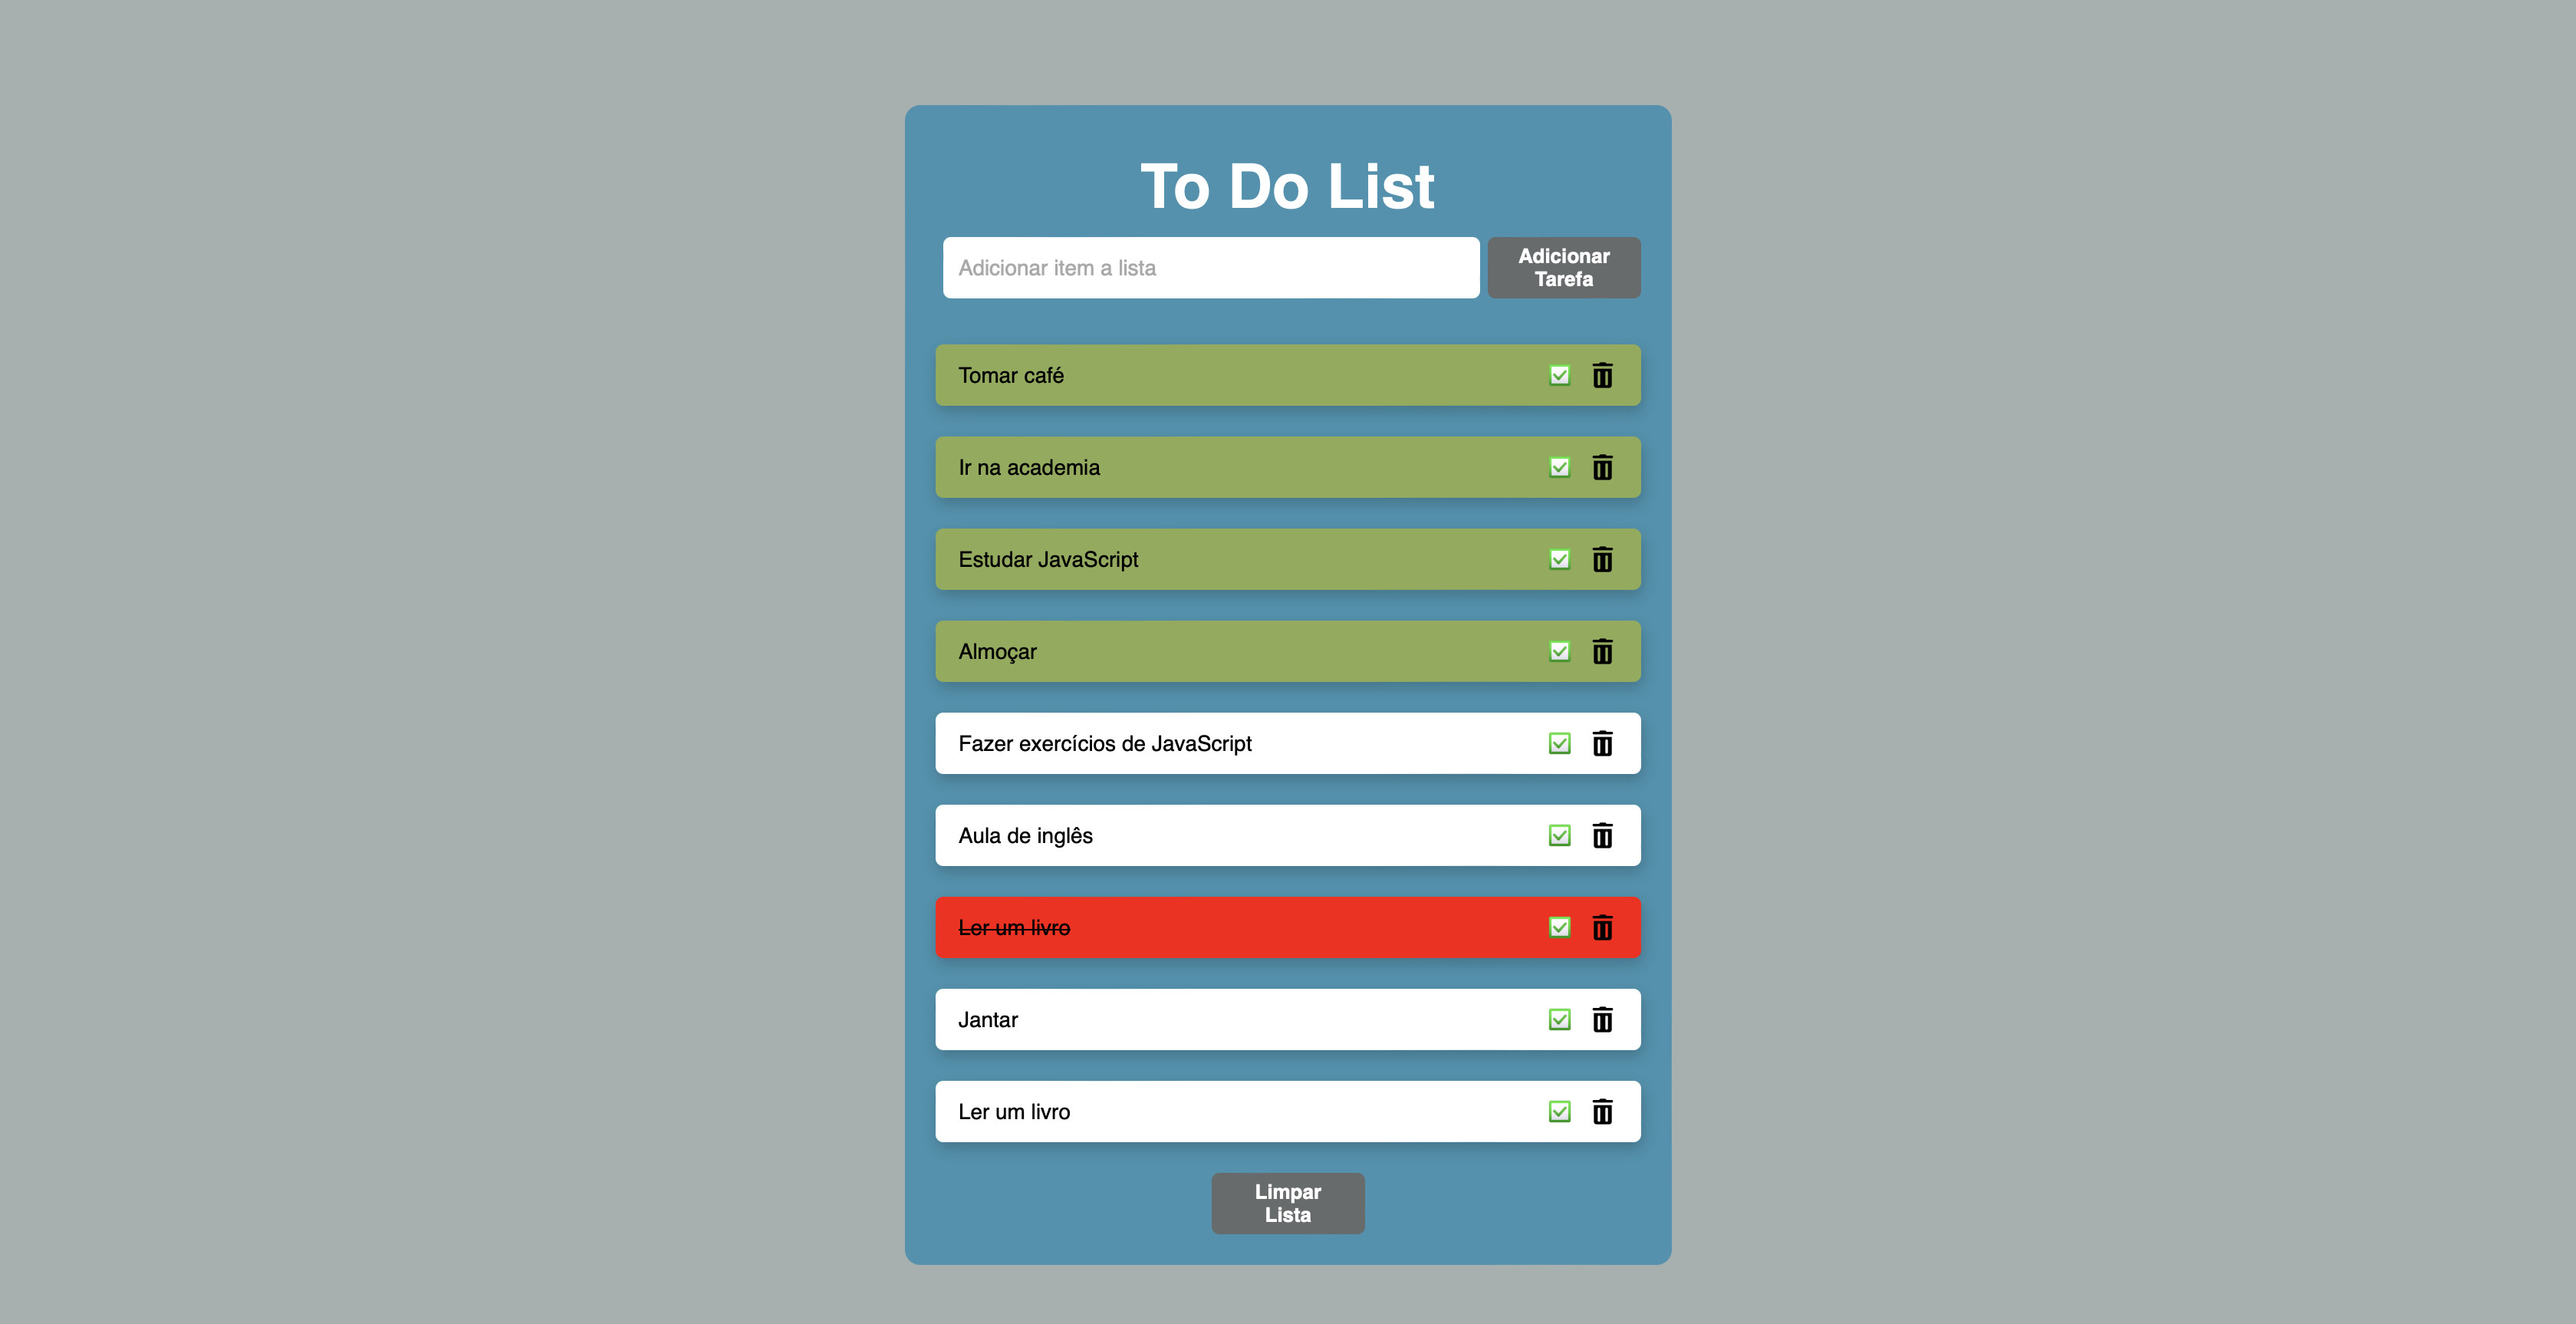 To Do List
Adicionar item a lista
Adicionar
Tarefa
Tomar café
Ir na academia
Estudar JavaScript
Almoçar
Fazer exercícios de JavaScript
Aula de inglês
Ler um livro
Jantar
Ler um livro
Limpar
Lista